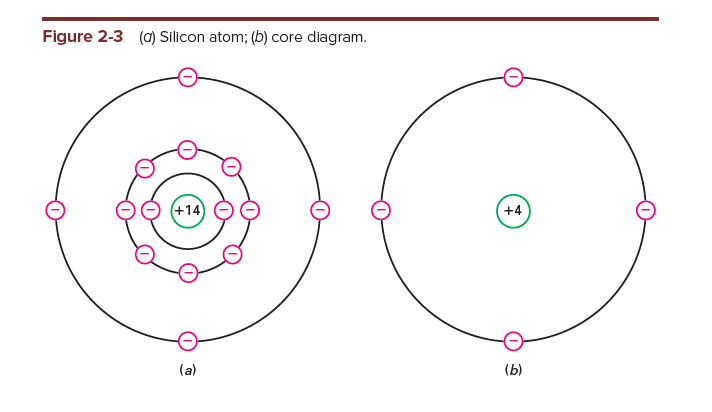 Figure 2-3 (a) Silicon atom; (b) core diagram.
− −
− − −
− − +14 − − − − +4 −
− −
−
− −
(a) (b)